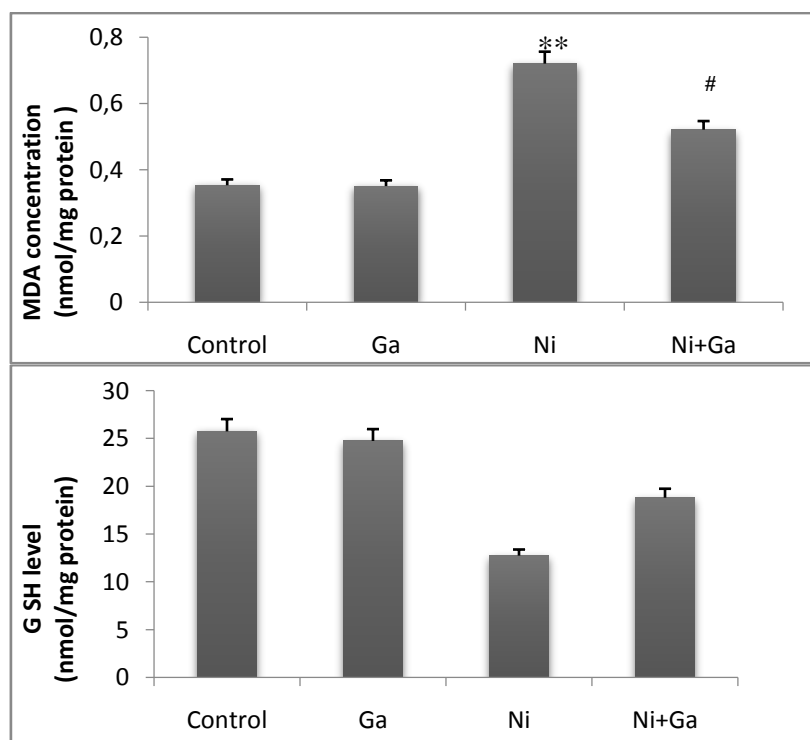 MDA concentration
(nmol/mg protein )
0,8
0,6
0,4
0,2
0
**
#
Control Ga Ni Ni+Ga
G SH level
(nmol/mg protein)
30
25
20
15
10
5
0
Control Ga Ni Ni+Ga